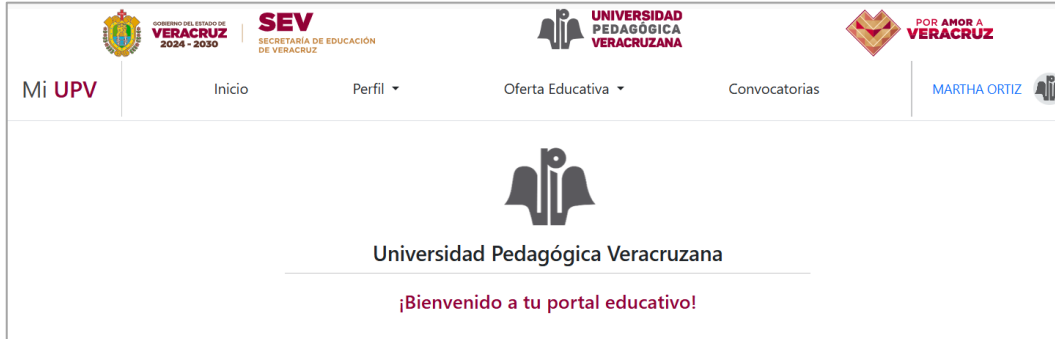 GOBIERNO DEL ESTADO DE
VERACRUZ
2024 - 2030
SEV
SECRETARÍA DE EDUCACIÓN
DE VERACRUZ
UNIVERSIDAD
PEDAGÓGICA
VERACRUZANA
POR AMOR A
VERACRUZ
Mi UPV
Inicio
Perfil
Oferta Educativa
Convocatorias
MARTHA ORTIZ
Universidad Pedagógica Veracruzana
¡Bienvenido a tu portal educativo!